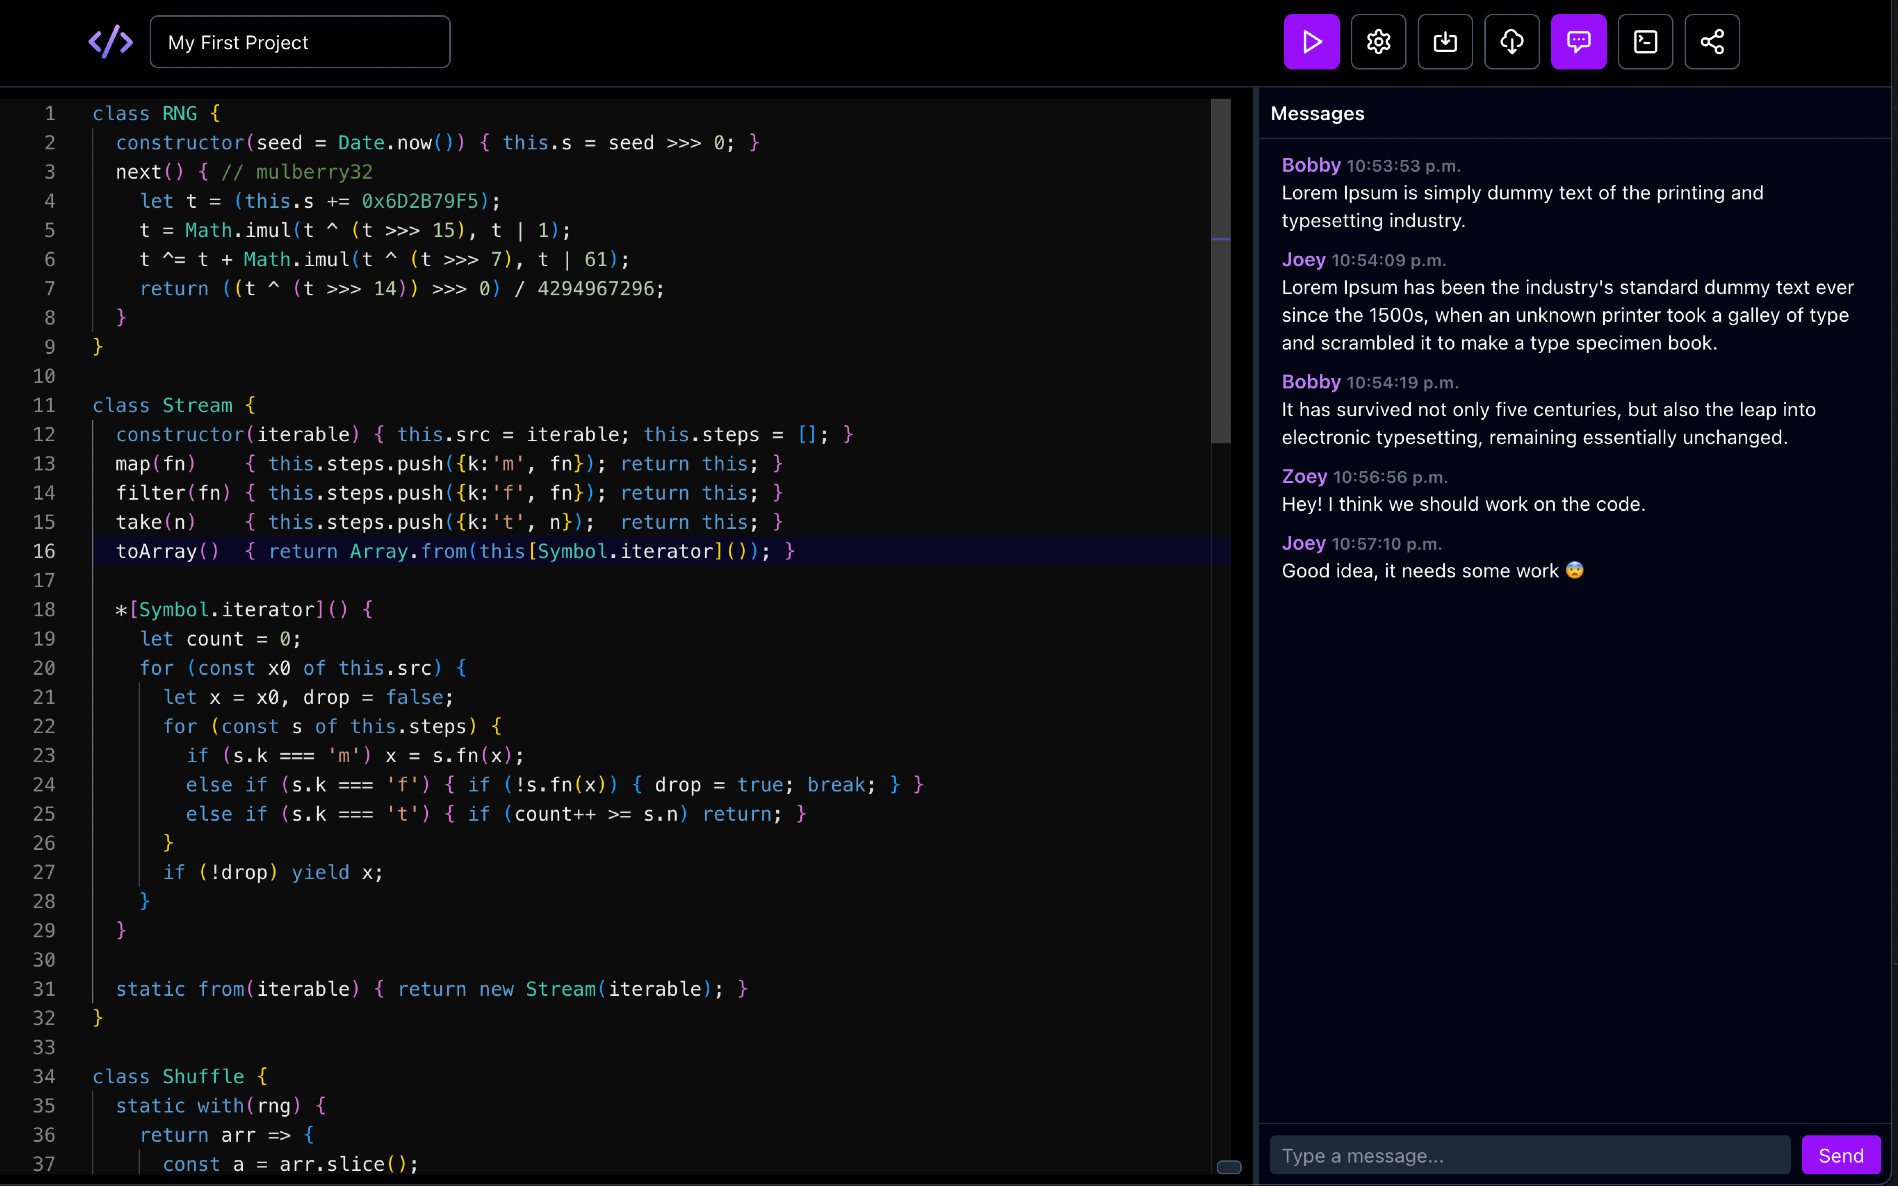 </>
My First Project
1 class RNG {
2   constructor(seed = Date.now()) { this.s = seed >>> 0; }
3   next() { // mulberry32
4     let t = (this.s += 0x6D2B79F5);
5     t = Math.imul(t ^ (t >>> 15), t | 1);
6     t ^= t + Math.imul(t ^ (t >>> 7), t | 61);
7     return ((t ^ (t >>> 14)) >>> 0) / 4294967296;
8   }
9 }
10
11 class Stream {
12   constructor(iterable) { this.src = iterable; this.steps = []; }
13   map(fn)    { this.steps.push({k:'m', fn}); return this; }
14   filter(fn) { this.steps.push({k:'f', fn}); return this; }
15   take(n)    { this.steps.push({k:'t', n});  return this; }
16   toArray()  { return Array.from(this[Symbol.iterator]()); }
17
18   *[Symbol.iterator]() {
19     let count = 0;
20     for (const x0 of this.src) {
21       let x = x0, drop = false;
22       for (const s of this.steps) {
23         if (s.k === 'm') x = s.fn(x);
24         else if (s.k === 'f') { if (!s.fn(x)) { drop = true; break; } }
25         else if (s.k === 't') { if (count++ >= s.n) return; }
26       }
27       if (!drop) yield x;
28     }
29   }
30
31   static from(iterable) { return new Stream(iterable); }
32 }
33
34 class Shuffle {
35   static with(rng) {
36     return arr => {
37       const a = arr.slice();
Messages
Bobby 10:53:53 p.m.
Lorem Ipsum is simply dummy text of the printing and
typesetting industry.
Joey 10:54:09 p.m.
Lorem Ipsum has been the industry's standard dummy text ever
since the 1500s, when an unknown printer took a galley of type
and scrambled it to make a type specimen book.
Bobby 10:54:19 p.m.
It has survived not only five centuries, but also the leap into
electronic typesetting, remaining essentially unchanged.
Zoey 10:56:56 p.m.
Hey! I think we should work on the code.
Joey 10:57:10 p.m.
Good idea, it needs some work 😨
Type a message...
Send